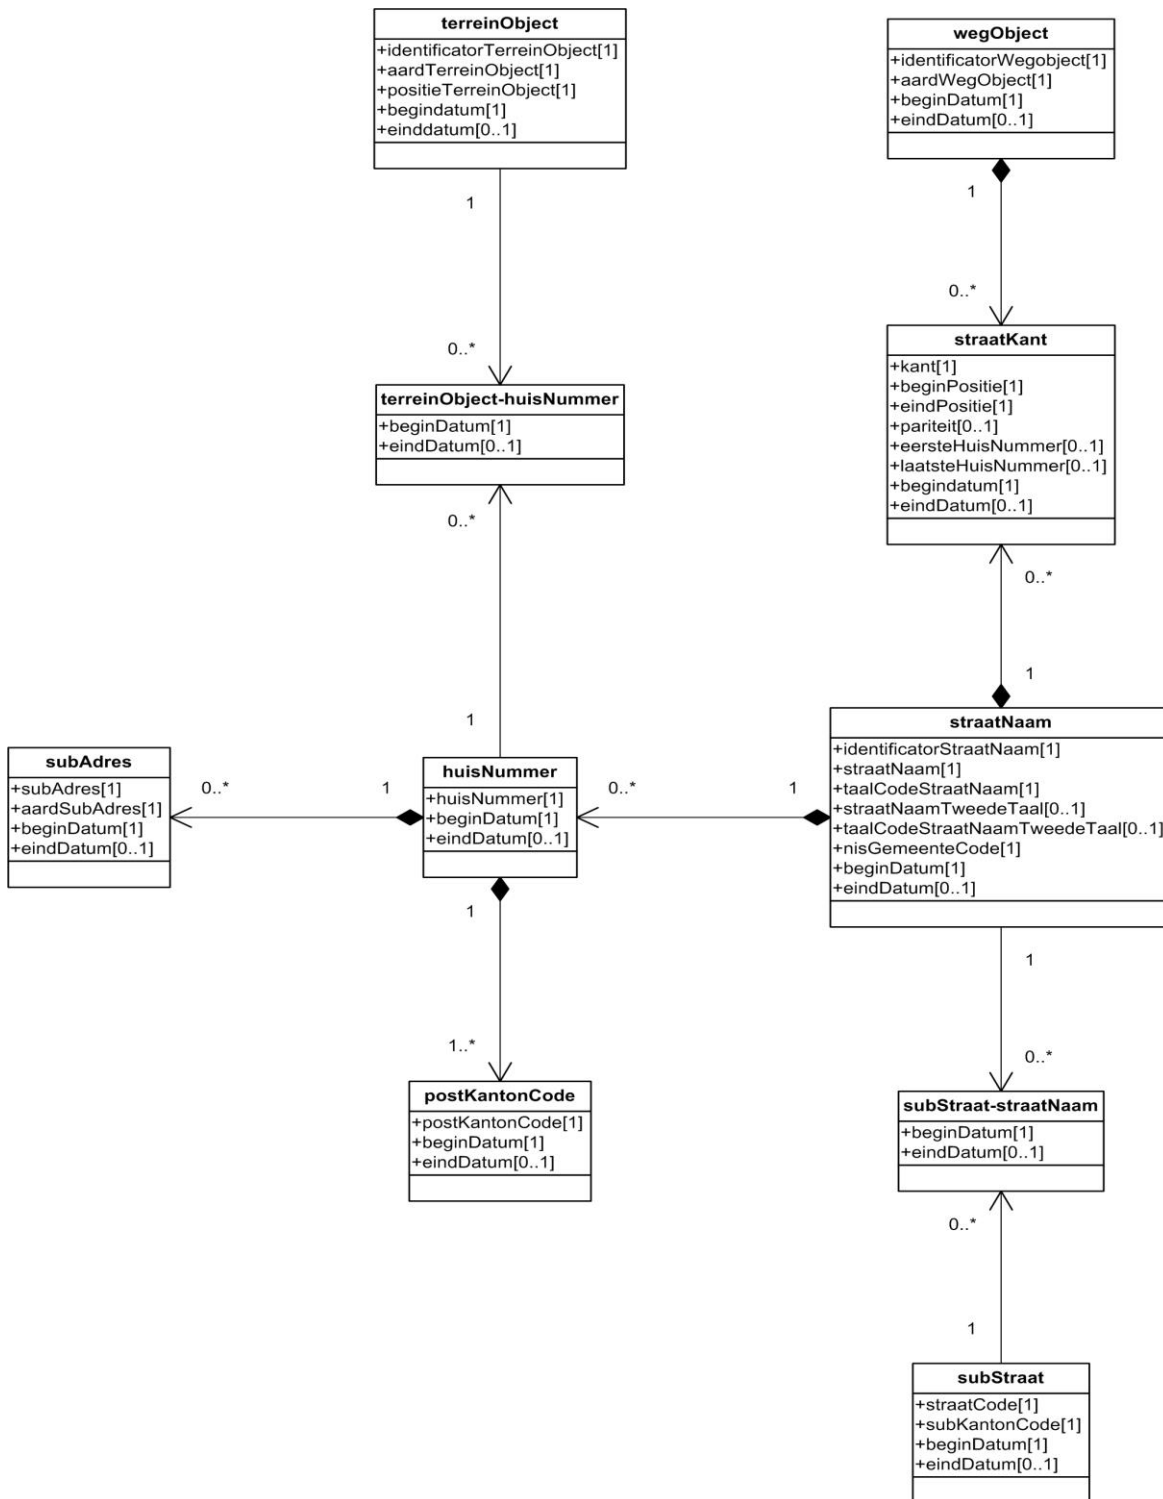 terreinObject
+identificatorTerreinObject[1]
+aardTerreinObject[1]
+positieTerreinObject[1]
+begindatum[1]
+einddatum[0..1]
1
0..*
terreinObject-huisNummer
+beginDatum[1]
+eindDatum[0..1]
0..*
1
subAdres
+subAdres[1]
+aardSubAdres[1]
+beginDatum[1]
+eindDatum[0..1]
0..*
1
huisNummer
+huisNummer[1]
+beginDatum[1]
+eindDatum[0..1]
0..*
1
1
1..*
postKantonCode
+postKantonCode[1]
+beginDatum[1]
+eindDatum[0..1]
wegObject
+identificatorWegobject[1]
+aardWegObject[1]
+beginDatum[1]
+eindDatum[0..1]
1
0..*
straatKant
+kant[1]
+beginPositie[1]
+eindPositie[1]
+pariteit[0..1]
+eersteHuisNummer[0..1]
+laatsteHuisNummer[0..1]
+begindatum[1]
+eindDatum[0..1]
0..*
1
straatNaam
+identificatorStraatNaam[1]
+straatNaam[1]
+taalCodeStraatNaam[1]
+straatNaamTweedeTaal[0..1]
+taalCodeStraatNaamTweedeTaal[0..1]
+nisGemeenteCode[1]
+beginDatum[1]
+eindDatum[0..1]
1
0..*
subStraat-straatNaam
+beginDatum[1]
+eindDatum[0..1]
0..*
1
subStraat
+straatCode[1]
+subKantonCode[1]
+beginDatum[1]
+eindDatum[0..1]